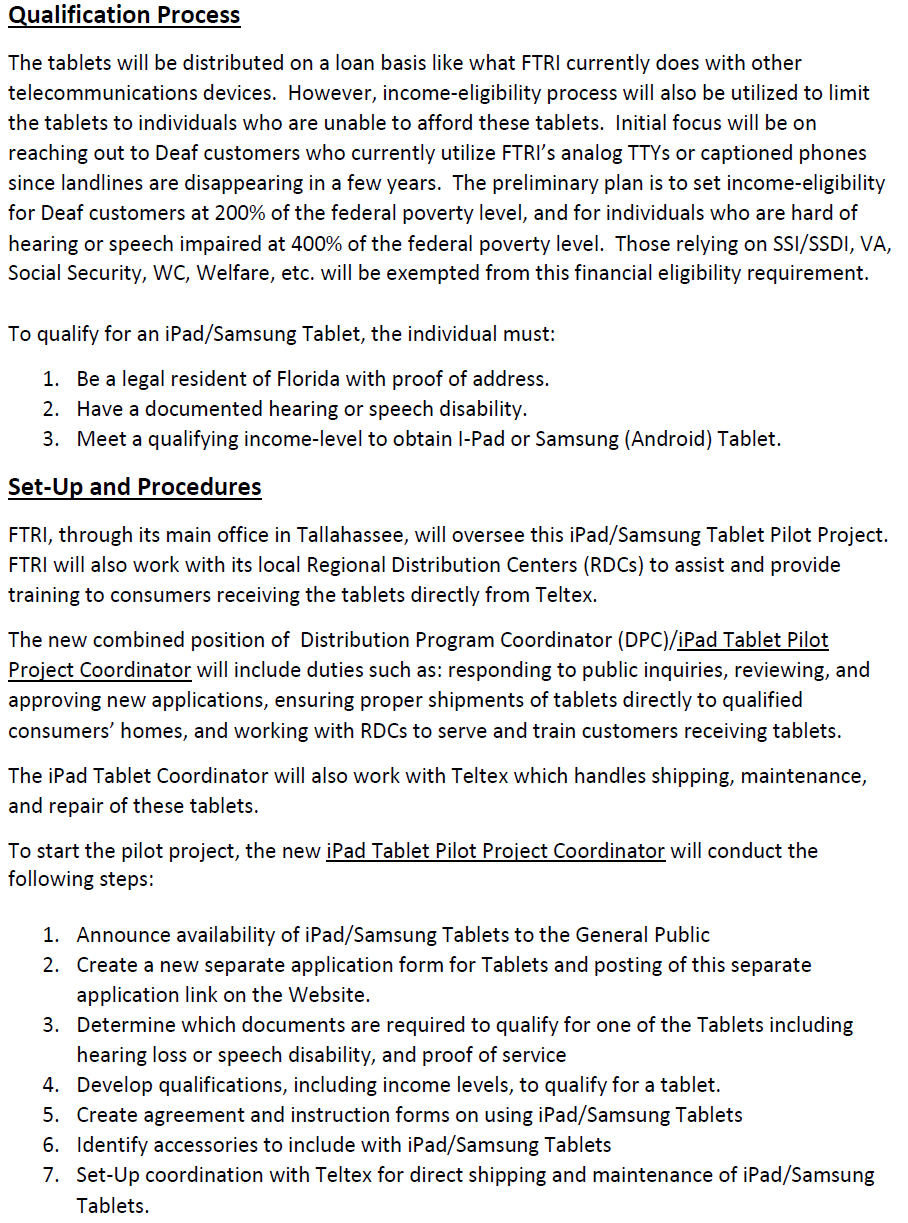 Qualification Process
The tablets will be distributed on a loan basis like what FTRI currently does with other
telecommunications devices.  However, income-eligibility process will also be utilized to limit
the tablets to individuals who are unable to afford these tablets.  Initial focus will be on
reaching out to Deaf customers who currently utilize FTRI's analog TTYs or captioned phones
since landlines are disappearing in a few years.  The preliminary plan is to set income-eligibility
for Deaf customers at 200% of the federal poverty level, and for individuals who are hard of
hearing or speech impaired at 400% of the federal poverty level.  Those relying on SSI/SSDI, VA,
Social Security, WC, Welfare, etc. will be exempted from this financial eligibility requirement.
To qualify for an iPad/Samsung Tablet, the individual must:
1. Be a legal resident of Florida with proof of address.
2. Have a documented hearing or speech disability.
3. Meet a qualifying income-level to obtain I-Pad or Samsung (Android) Tablet.
Set-Up and Procedures
FTRI, through its main office in Tallahassee, will oversee this iPad/Samsung Tablet Pilot Project.
FTRI will also work with its local Regional Distribution Centers (RDCs) to assist and provide
training to consumers receiving the tablets directly from Teltex.
The new combined position of  Distribution Program Coordinator (DPC)/iPad Tablet Pilot
Project Coordinator will include duties such as: responding to public inquiries, reviewing, and
approving new applications, ensuring proper shipments of tablets directly to qualified
consumers' homes, and working with RDCs to serve and train customers receiving tablets.
The iPad Tablet Coordinator will also work with Teltex which handles shipping, maintenance,
and repair of these tablets.
To start the pilot project, the new iPad Tablet Pilot Project Coordinator will conduct the
following steps:
1. Announce availability of iPad/Samsung Tablets to the General Public
2. Create a new separate application form for Tablets and posting of this separate
application link on the Website.
3. Determine which documents are required to qualify for one of the Tablets including
hearing loss or speech disability, and proof of service
4. Develop qualifications, including income levels, to qualify for a tablet.
5. Create agreement and instruction forms on using iPad/Samsung Tablets
6. Identify accessories to include with iPad/Samsung Tablets
7. Set-Up coordination with Teltex for direct shipping and maintenance of iPad/Samsung
Tablets.